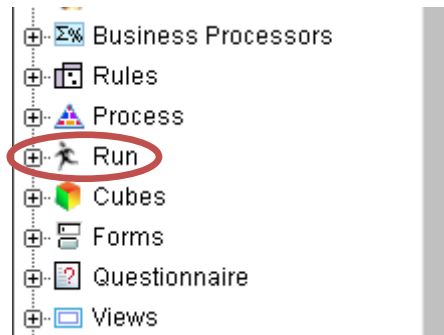 Business Processors
Rules
Process
Run
Cubes
Forms
Questionnaire
Views